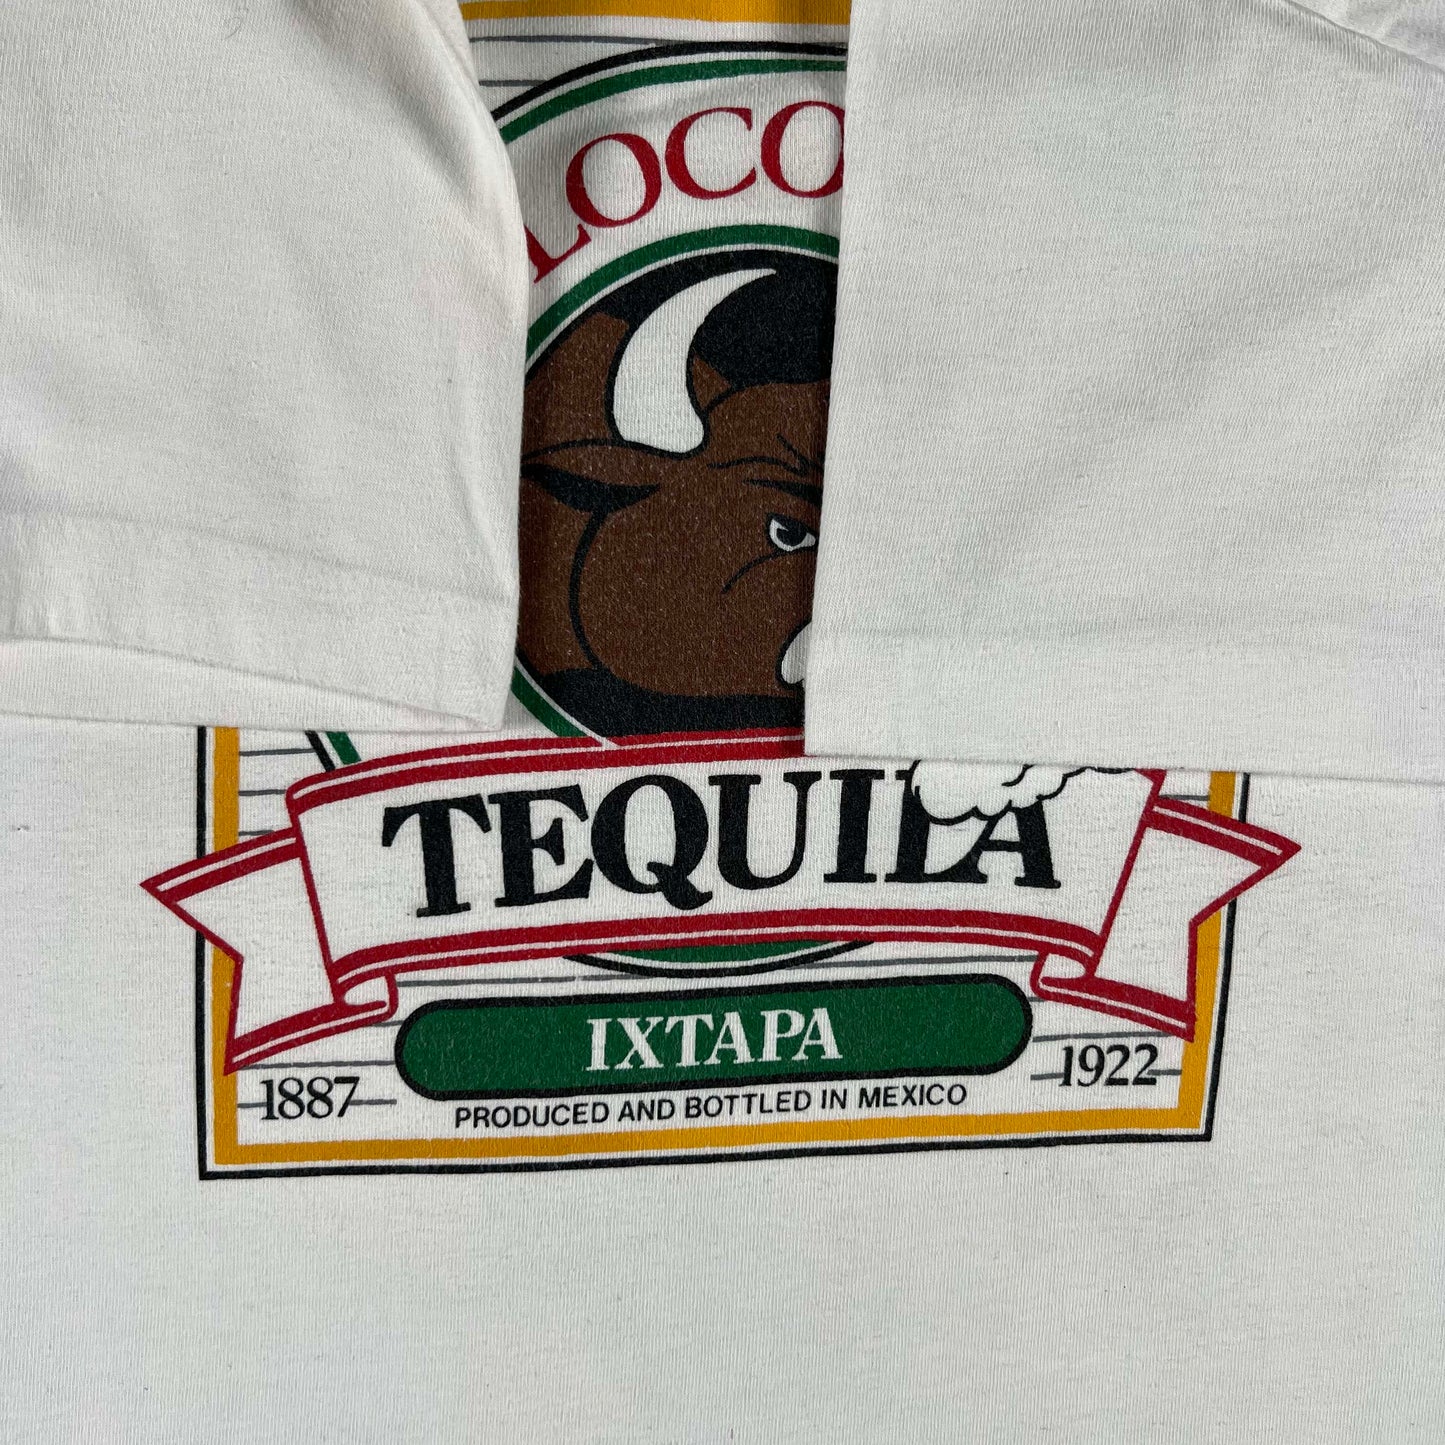 LOCO
TEQUILA
IXTAPA
1887
1922
PRODUCED AND BOTTLED IN MEXICO